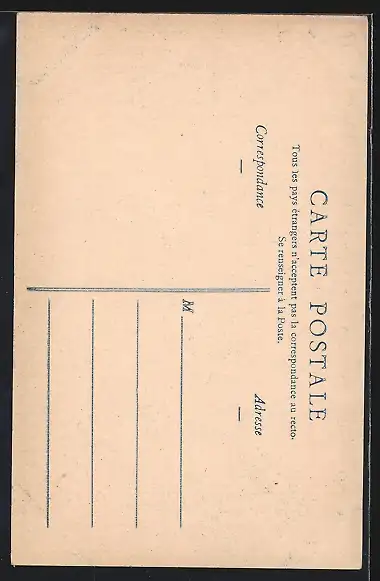 CARTE POSTALE
Tous les pays étrangers n'acceptent pas la correspondance au recto.
Se renseigner à la Poste.
Correspondance
Adresse
M